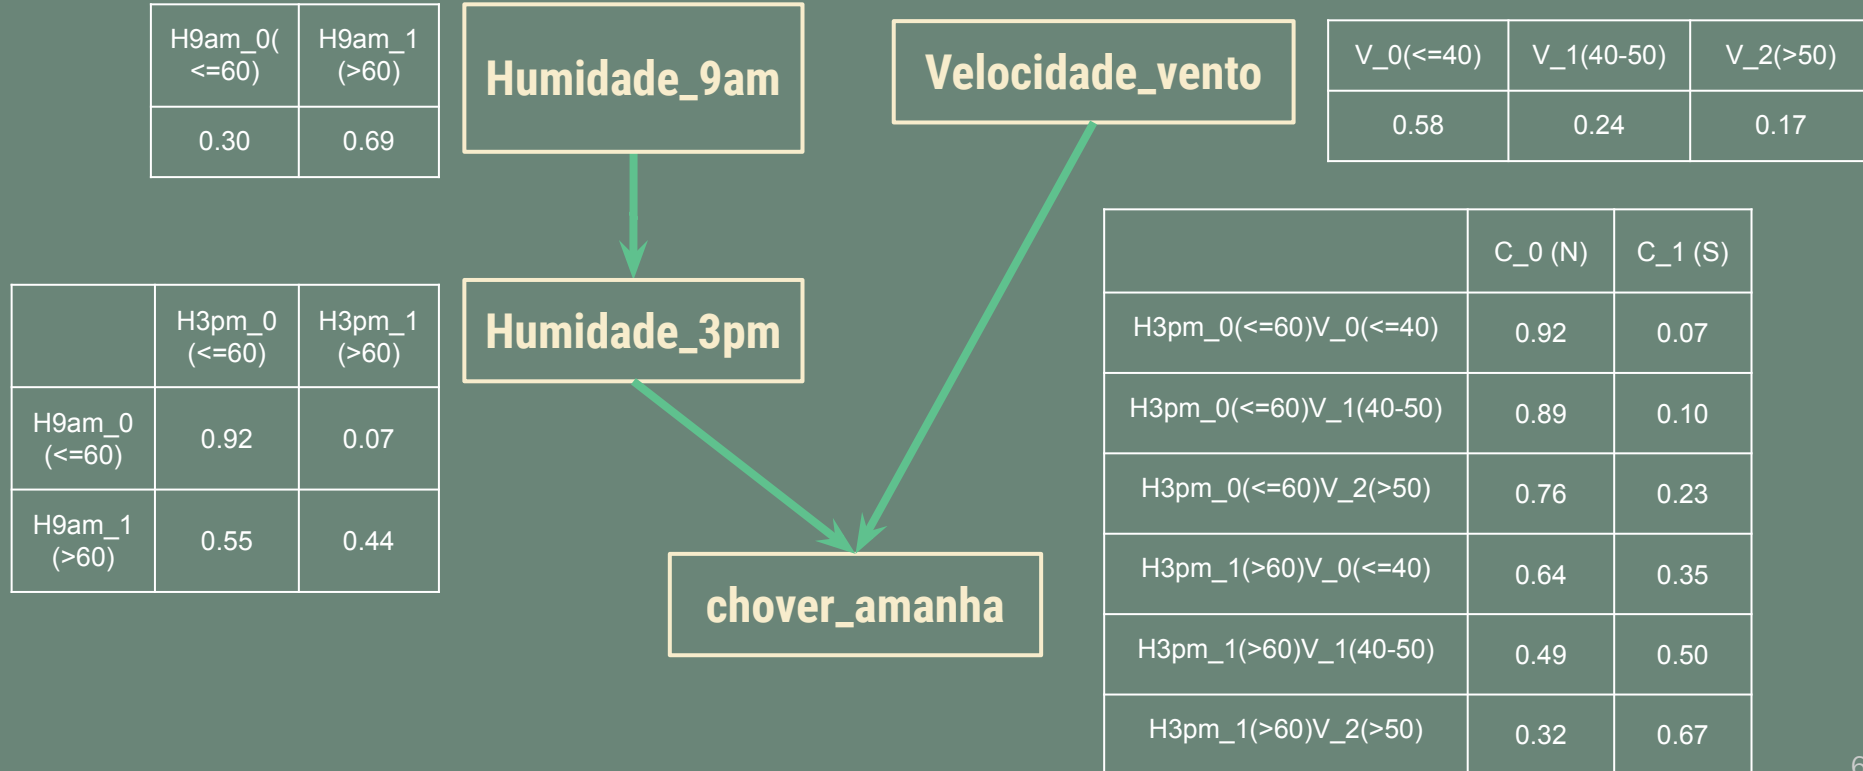 H9am_0(
<=60)
H9am_1
(>60)
0.30
0.69
Humidade_9am
Velocidade_vento
V_0(<=40)
V_1(40-50)
V_2(>50)
0.58
0.24
0.17
H3pm_0
(<=60)
H3pm_1
(>60)
H9am_0
(<=60)
0.92
0.07
H9am_1
(>60)
0.55
0.44
Humidade_3pm
chover_amanha
C_0 (N)
C_1 (S)
H3pm_0(<=60)V_0(<=40)
0.92
0.07
H3pm_0(<=60)V_1(40-50)
0.89
0.10
H3pm_0(<=60)V_2(>50)
0.76
0.23
H3pm_1(>60)V_0(<=40)
0.64
0.35
H3pm_1(>60)V_1(40-50)
0.49
0.50
H3pm_1(>60)V_2(>50)
0.32
0.67
6